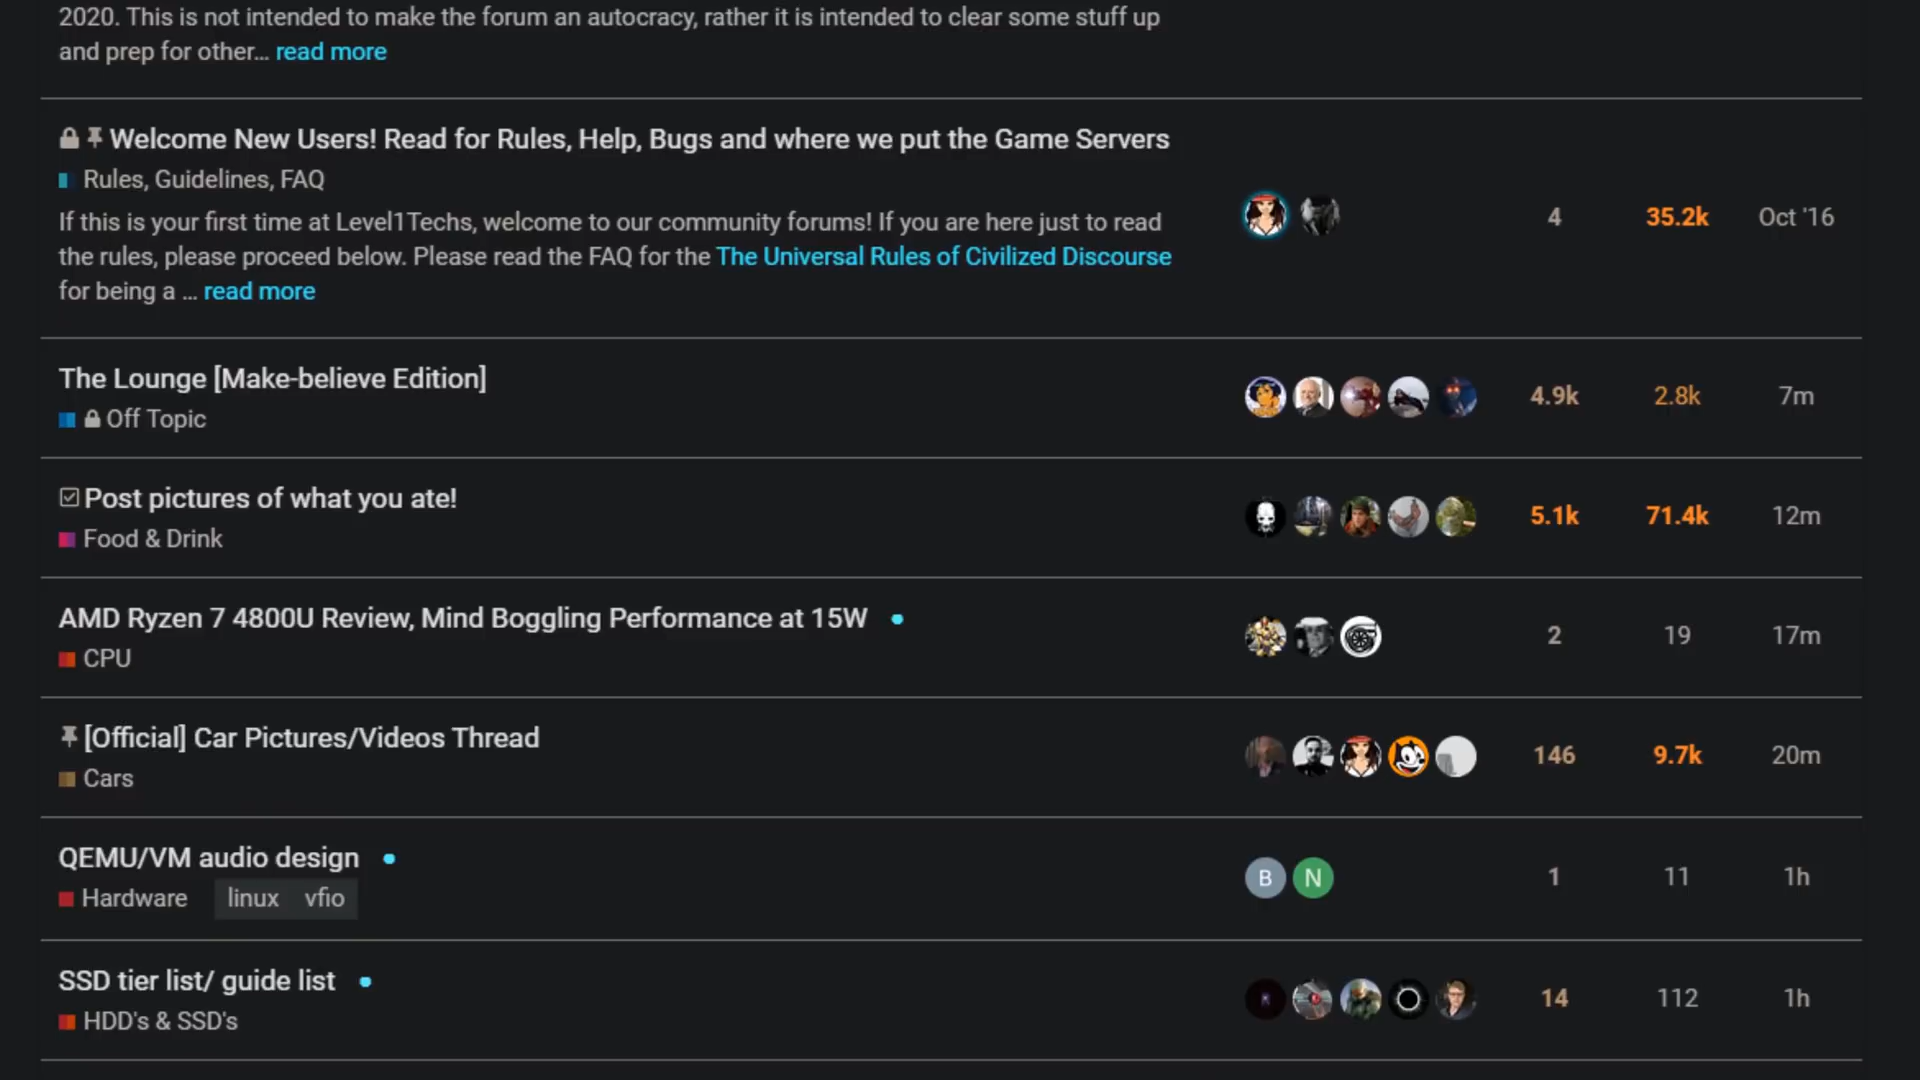 2020. This is not intended to make the forum an autocracy, rather it is intended to clear some stuff up
and prep for other... read more
Welcome New Users! Read for Rules, Help, Bugs and where we put the Game Servers
Rules, Guidelines, FAQ
If this is your first time at Level1Techs, welcome to our community forums! If you are here just to read
the rules, please proceed below. Please read the FAQ for the The Universal Rules of Civilized Discourse
for being a ... read more
4 35.2k Oct '16
The Lounge [Make-believe Edition]
Off Topic
4.9k 2.8k 7m
Post pictures of what you ate!
Food & Drink
5.1k 71.4k 12m
AMD Ryzen 7 4800U Review, Mind Boggling Performance at 15W
CPU
2 19 17m
[Official] Car Pictures/Videos Thread
Cars
146 9.7k 20m
QEMU/VM audio design
Hardware linux vfio
B N 1 11 1h
SSD tier list/ guide list
HDD's & SSD's
14 112 1h